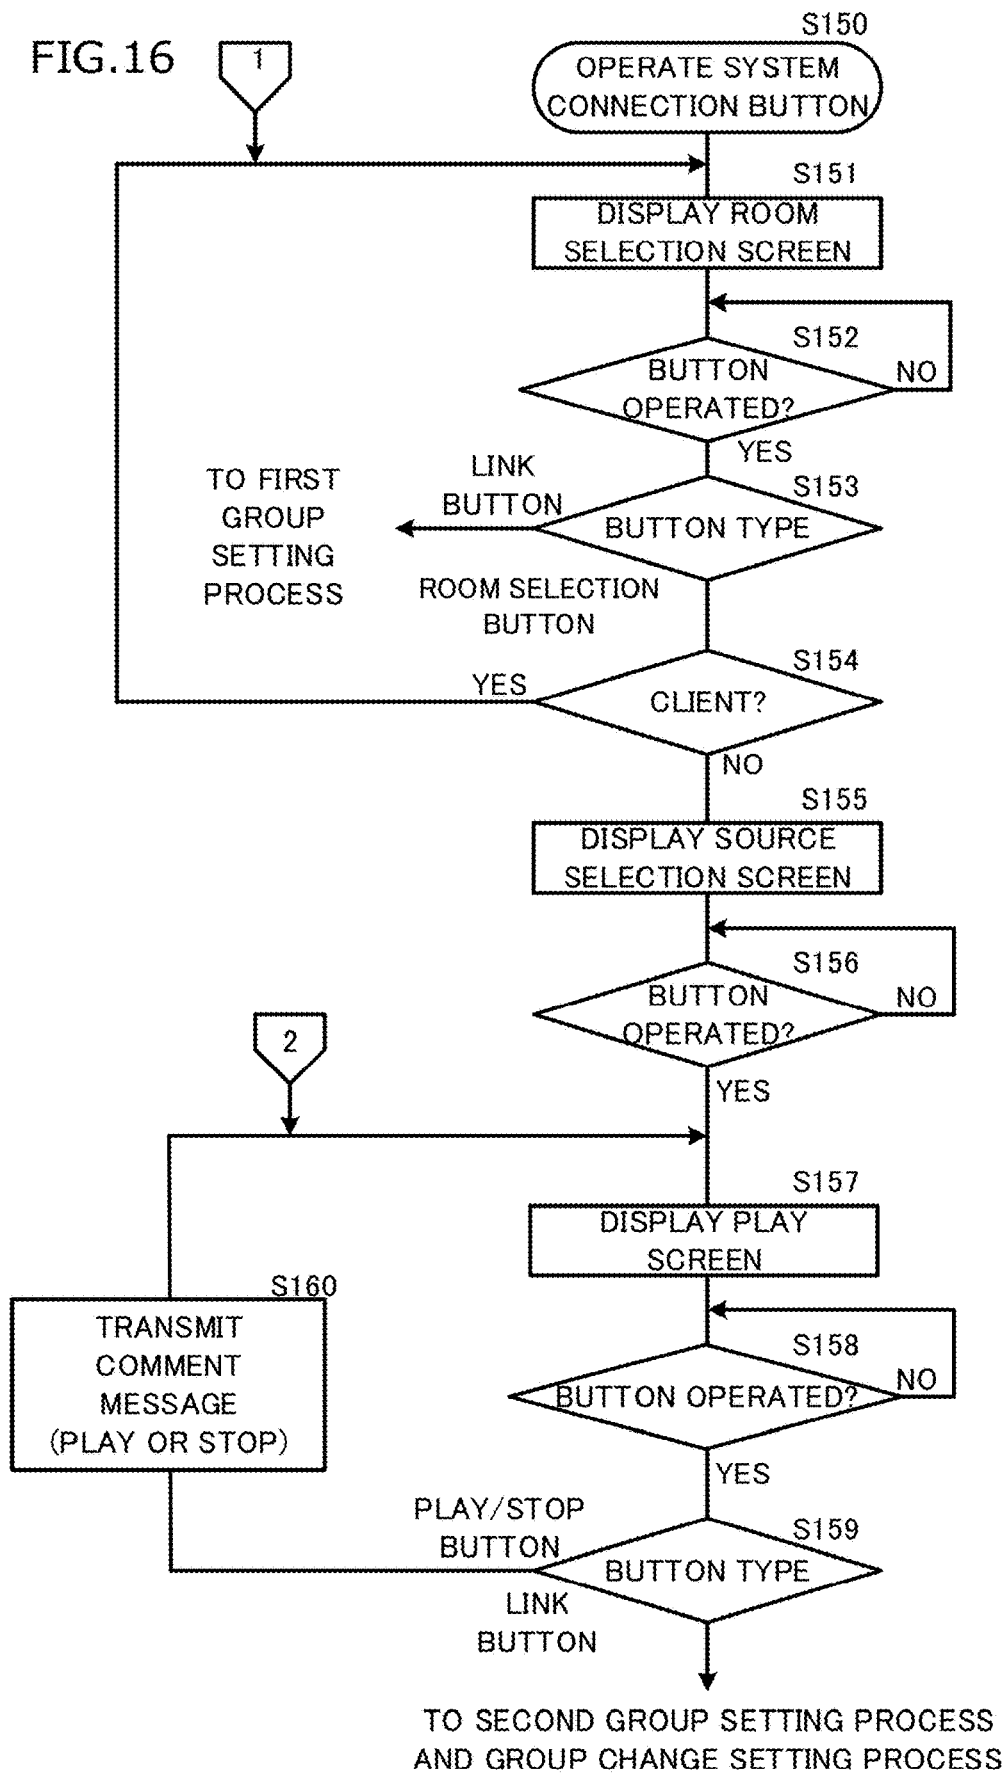 FIG.16
1
S150
OPERATE SYSTEM
CONNECTION BUTTON
S151
DISPLAY ROOM
SELECTION SCREEN
S152
BUTTON
OPERATED?
NO
YES
LINK
BUTTON
S153
BUTTON TYPE
TO FIRST
GROUP
SETTING
PROCESS
ROOM SELECTION
BUTTON
S154
YES
CLIENT?
NO
S155
DISPLAY SOURCE
SELECTION SCREEN
S156
BUTTON
OPERATED?
NO
2
YES
S157
DISPLAY PLAY
SCREEN
S160
TRANSMIT
COMMENT
MESSAGE
(PLAY OR STOP)
S158
BUTTON OPERATED?
NO
YES
PLAY/STOP
BUTTON
S159
BUTTON TYPE
LINK
BUTTON
TO SECOND GROUP SETTING PROCESS
AND GROUP CHANGE SETTING PROCESS